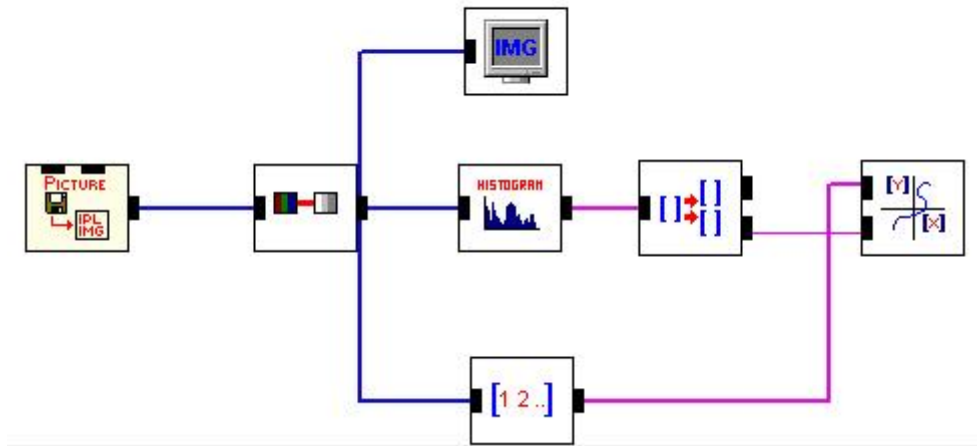 IMG
PICTURE
IPL
IMG
HISTOGRAM
[ ] [ ]
[ ]
[Y]
[X]
[1 2 ..]